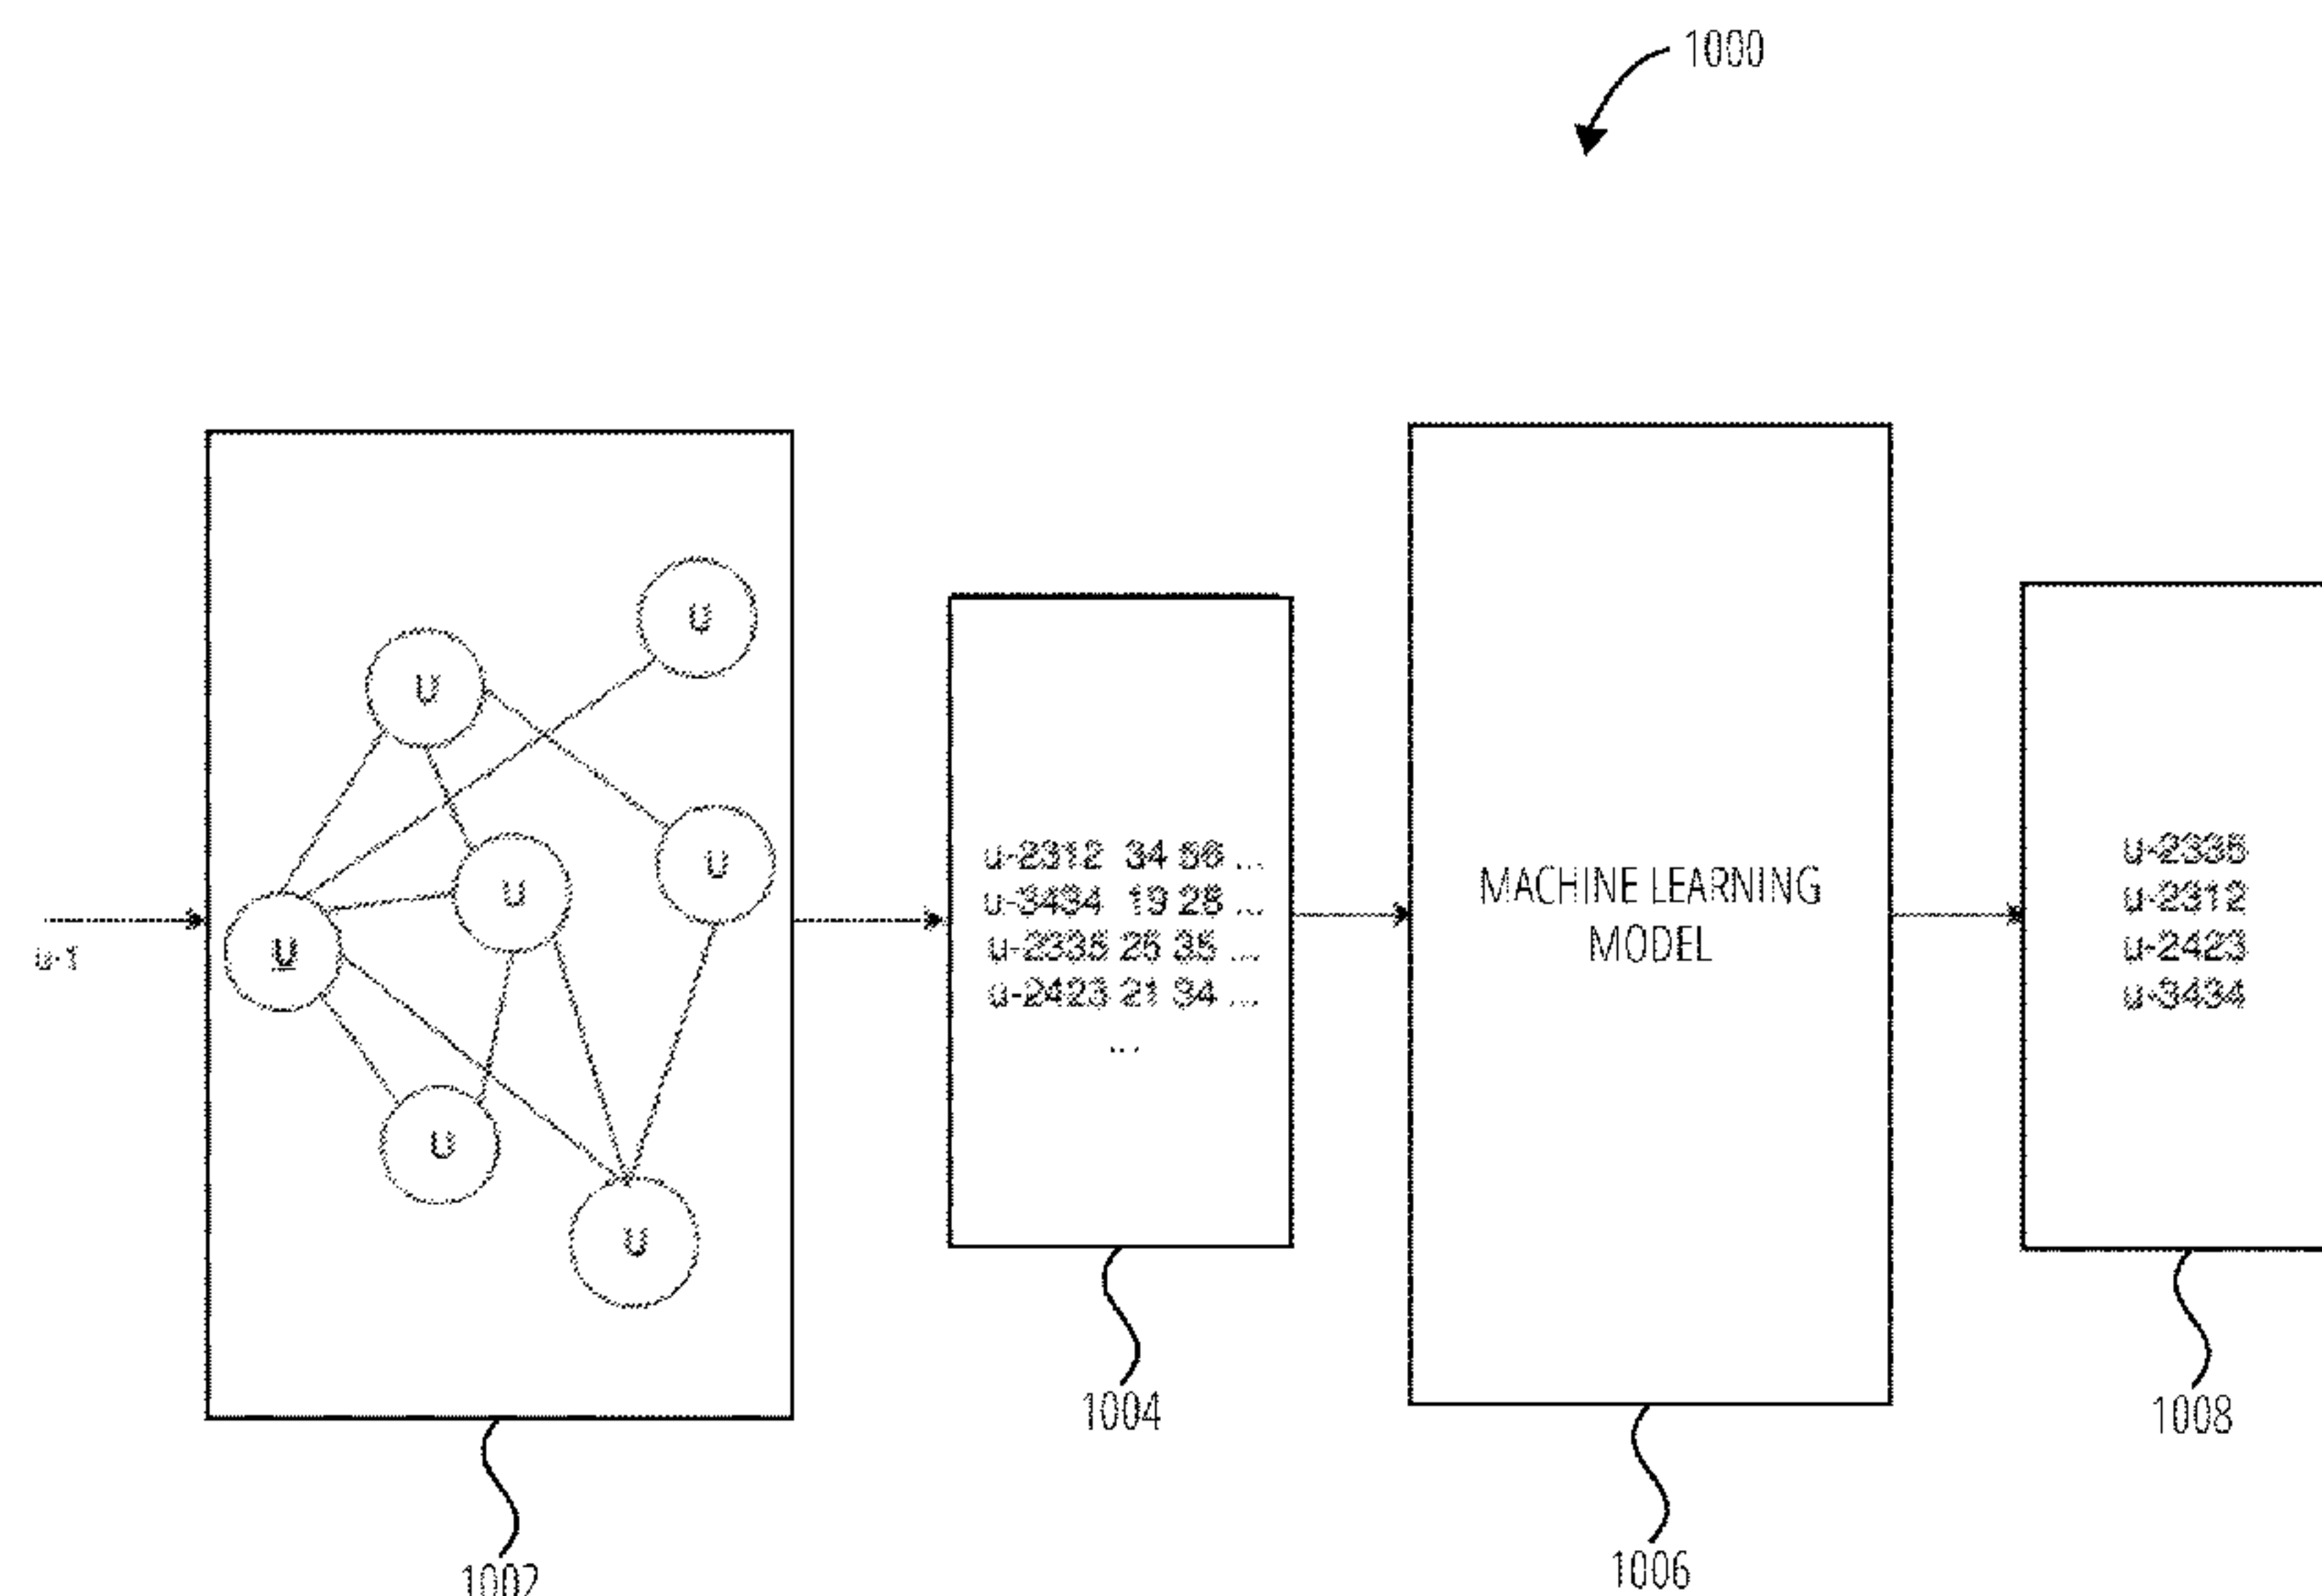 1000
U
U
U
U
U
U
U
u-1
u-2312 34 56 ...
u-3434 19 28 ...
u-2335 25 35 ...
u-2423 21 34 ...
...
MACHINE LEARNING
MODEL
u-2335
u-2312
u-2423
u-3434
1002
1004
1006
1008